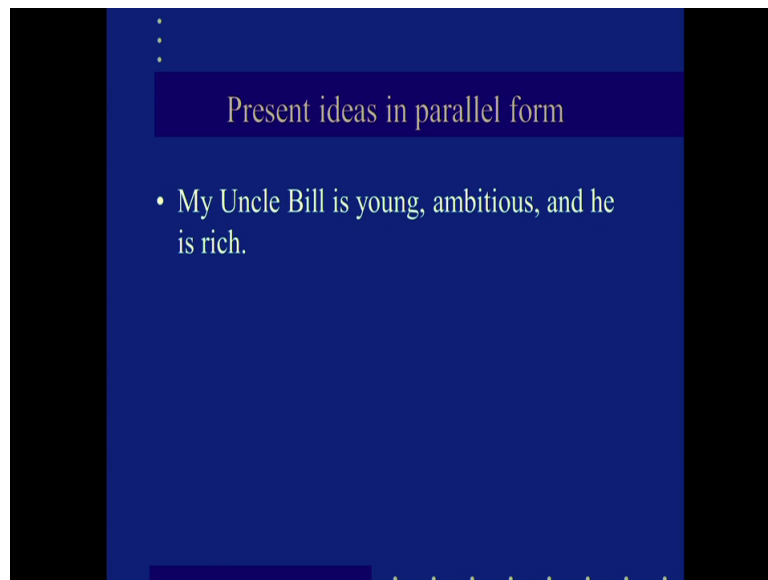 Present ideas in parallel form
• My Uncle Bill is young, ambitious, and he
is rich.